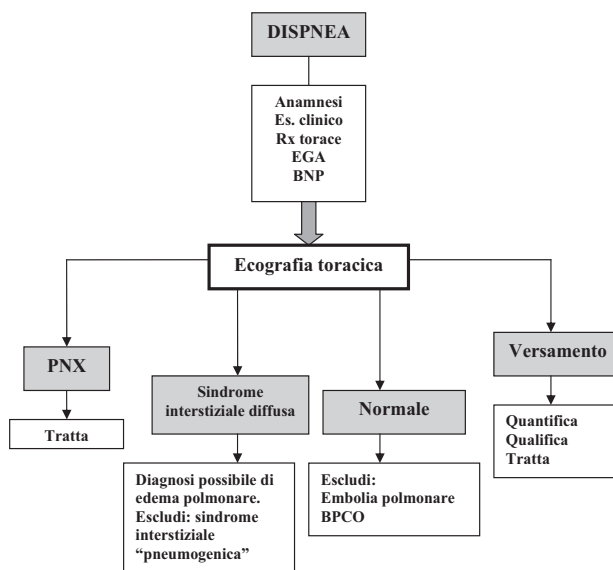 DISPNEA
Anamnesi
Es. clinico
Rx torace
EGA
BNP
Ecografia toracica
PNX
Tratta
Sindrome
interstiziale diffusa
Diagnosi possibile di
edema polmonare.
Escludi: sindrome
interstiziale
“pneumogenica”
Normale
Escludi:
Embolia polmonare
BPCO
Versamento
Quantifica
Qualifica
Tratta